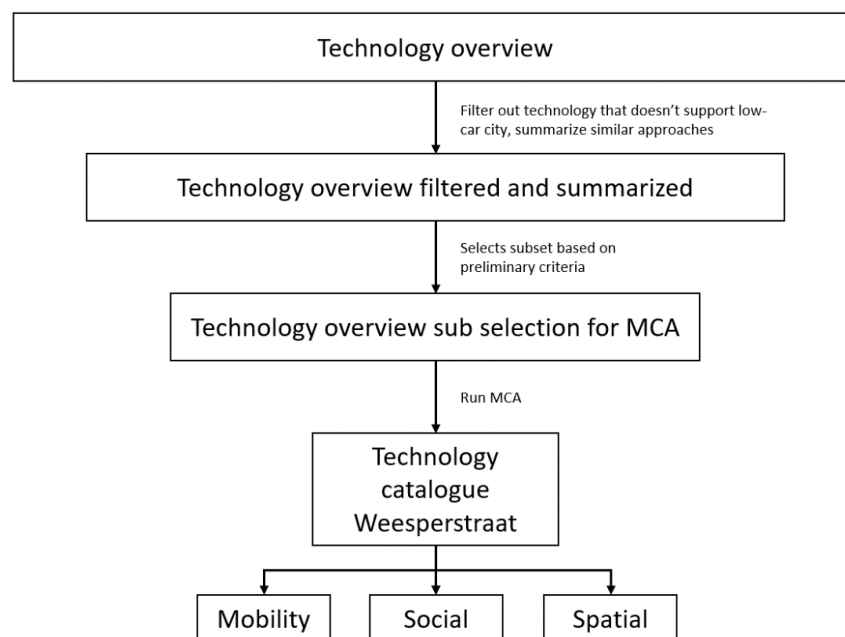 Technology overview
Filter out technology that doesn't support low-
car city, summarize similar approaches
Technology overview filtered and summarized
Selects subset based on
preliminary criteria
Technology overview sub selection for MCA
Run MCA
Technology
catalogue
Weesperstraat
Mobility
Social
Spatial